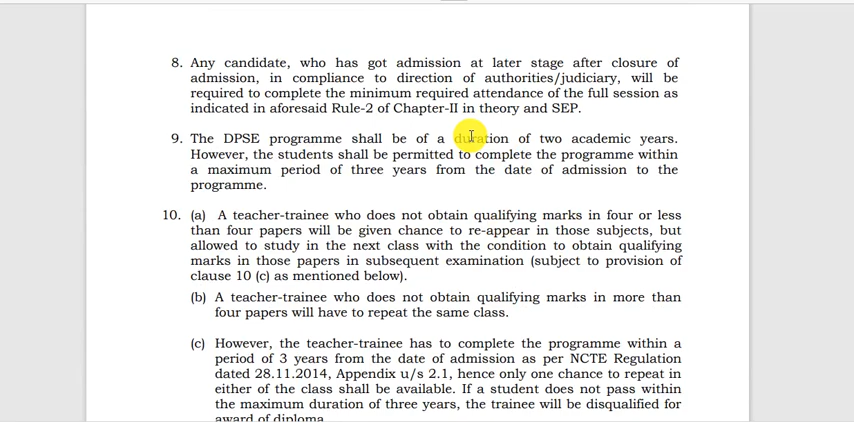 8. Any candidate, who has got admission at later stage after closure of
admission, in compliance to direction of authorities/judiciary, will be
required to complete the minimum required attendance of the full session as
indicated in aforesaid Rule-2 of Chapter-II in theory and SEP.
9. The DPSE programme shall be of a duration of two academic years.
However, the students shall be permitted to complete the programme within
a maximum period of three years from the date of admission to the
programme.
10. (a) A teacher-trainee who does not obtain qualifying marks in four or less
than four papers will be given chance to re-appear in those subjects, but
allowed to study in the next class with the condition to obtain qualifying
marks in those papers in subsequent examination (subject to provision of
clause 10 (c) as mentioned below).
(b) A teacher-trainee who does not obtain qualifying marks in more than
four papers will have to repeat the same class.
(c) However, the teacher-trainee has to complete the programme within a
period of 3 years from the date of admission as per NCTE Regulation
dated 28.11.2014, Appendix u/s 2.1, hence only one chance to repeat in
either of the class shall be available. If a student does not pass within
the maximum duration of three years, the trainee will be disqualified for
award of diploma